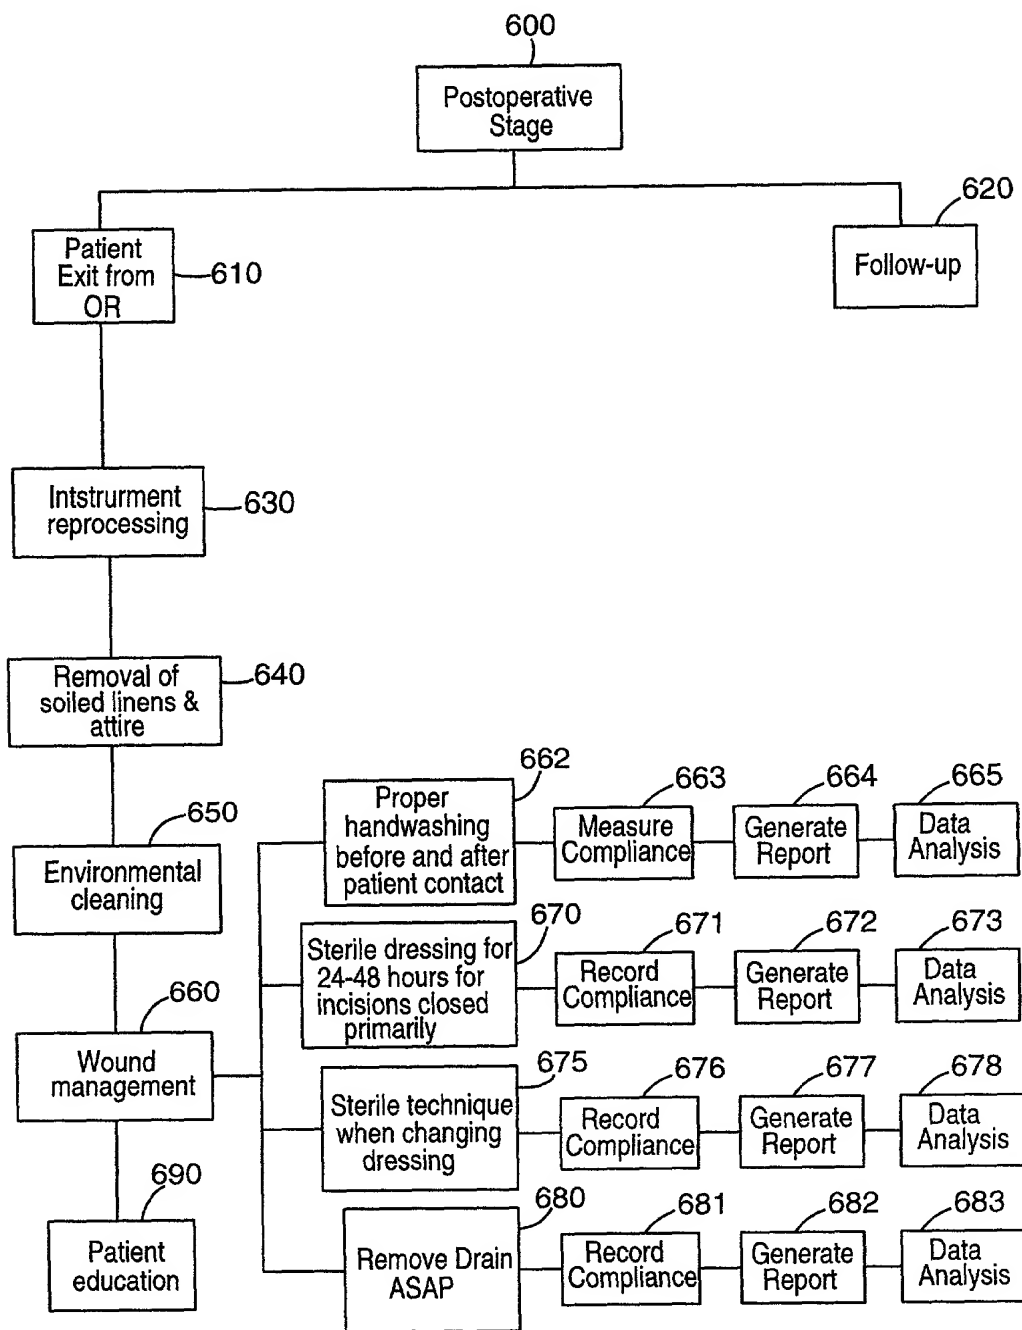 600
Postoperative
Stage
620
Patient
Exit from
OR
610
Follow-up
Intstrurment
reprocessing
630
Removal of
soiled linens &
attire
640
650
Environmental
cleaning
660
Wound
management
690
Patient
education
662
Proper
handwashing
before and after
patient contact
663
Measure
Compliance
664
Generate
Report
665
Data
Analysis
670
Sterile dressing for
24-48 hours for
incisions closed
primarily
671
Record
Compliance
672
Generate
Report
673
Data
Analysis
675
Sterile technique
when changing
dressing
676
Record
Compliance
677
Generate
Report
678
Data
Analysis
680
Remove Drain
ASAP
681
Record
Compliance
682
Generate
Report
683
Data
Analysis